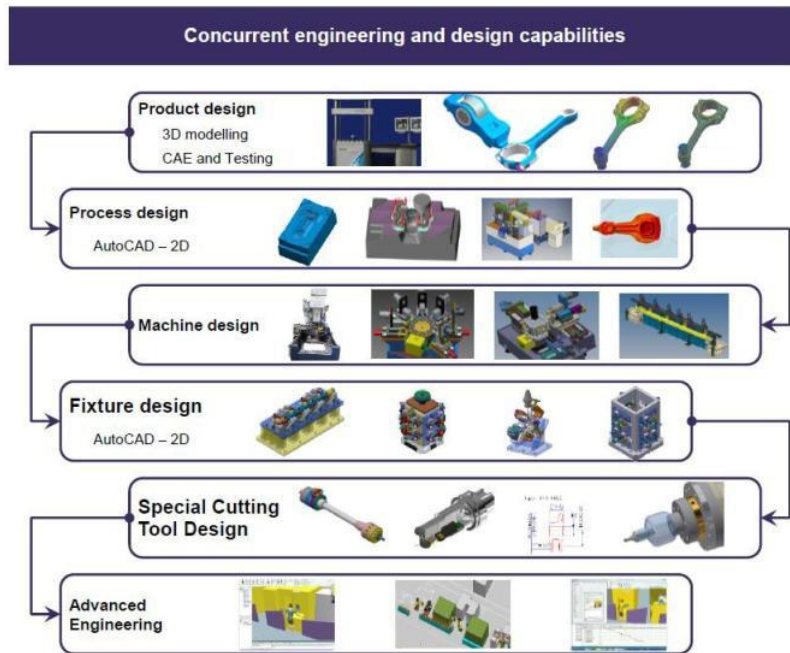 Concurrent engineering and design capabilities
Product design
3D modelling
CAE and Testing
Process design
AutoCAD – 2D
Machine design
Fixture design
AutoCAD – 2D
Special Cutting
Tool Design
Advanced
Engineering